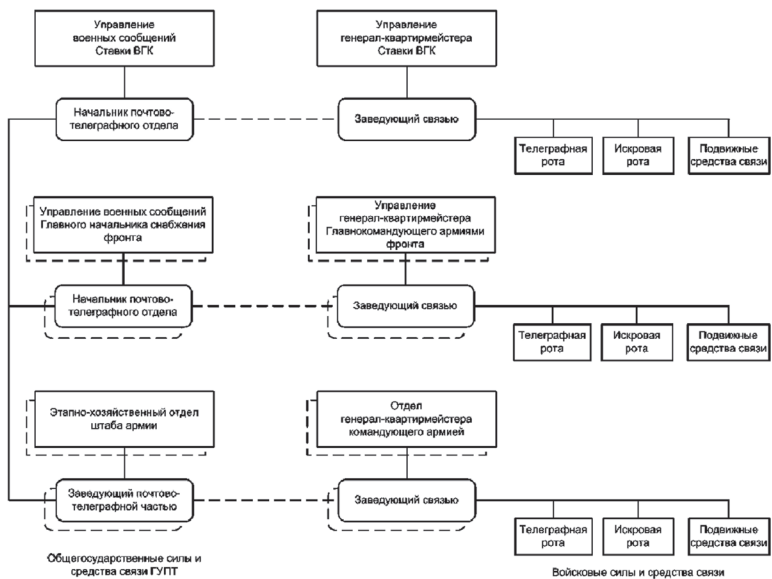 Управление
военных сообщений
Ставки ВГК
Управление
генерал-квартирмейстера
Ставки ВГК
Начальник почтово-
телеграфного отдела
Заведующий связью
Телеграфная
рота
Искровая
рота
Подвижные
средства связи
Управление военных сообщений
Главного начальника снабжения
фронта
Управление
генерал-квартирмейстера
Главнокомандующего армиями
фронта
Начальник почтово-
телеграфного отдела
Заведующий связью
Телеграфная
рота
Искровая
рота
Подвижные
средства связи
Этапно-хозяйственный отдел
штаба армии
Отдел
генерал-квартирмейстера
командующего армией
Заведующий почтово-
телеграфной частью
Заведующий связью
Телеграфная
рота
Искровая
рота
Подвижные
средства связи
Общегосударственные силы и
средства связи ГУПТ
Войсковые силы и средства связи